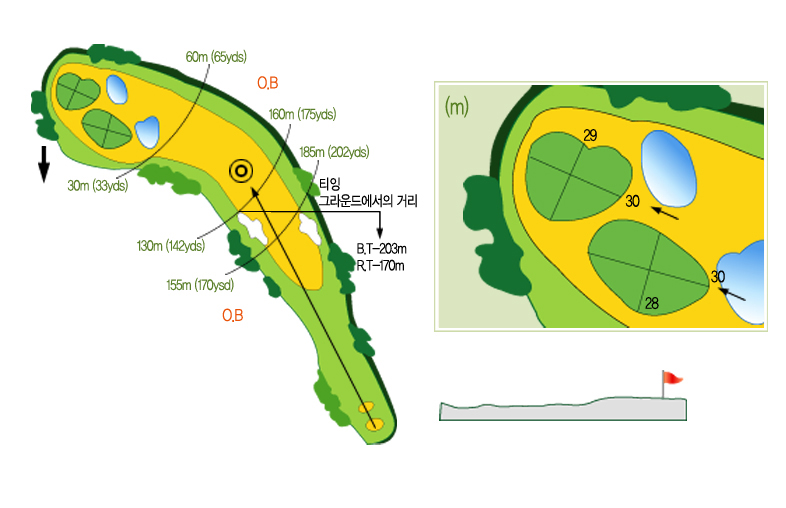 60m (65yds)
O.B
160m (175yds)
185m (202yds)
30m (33yds)
티잉
그라운드에서의 거리
130m (142yds)
B.T-203m
R.T-170m
155m (170ysd)
O.B
(m)
29
30
30
28